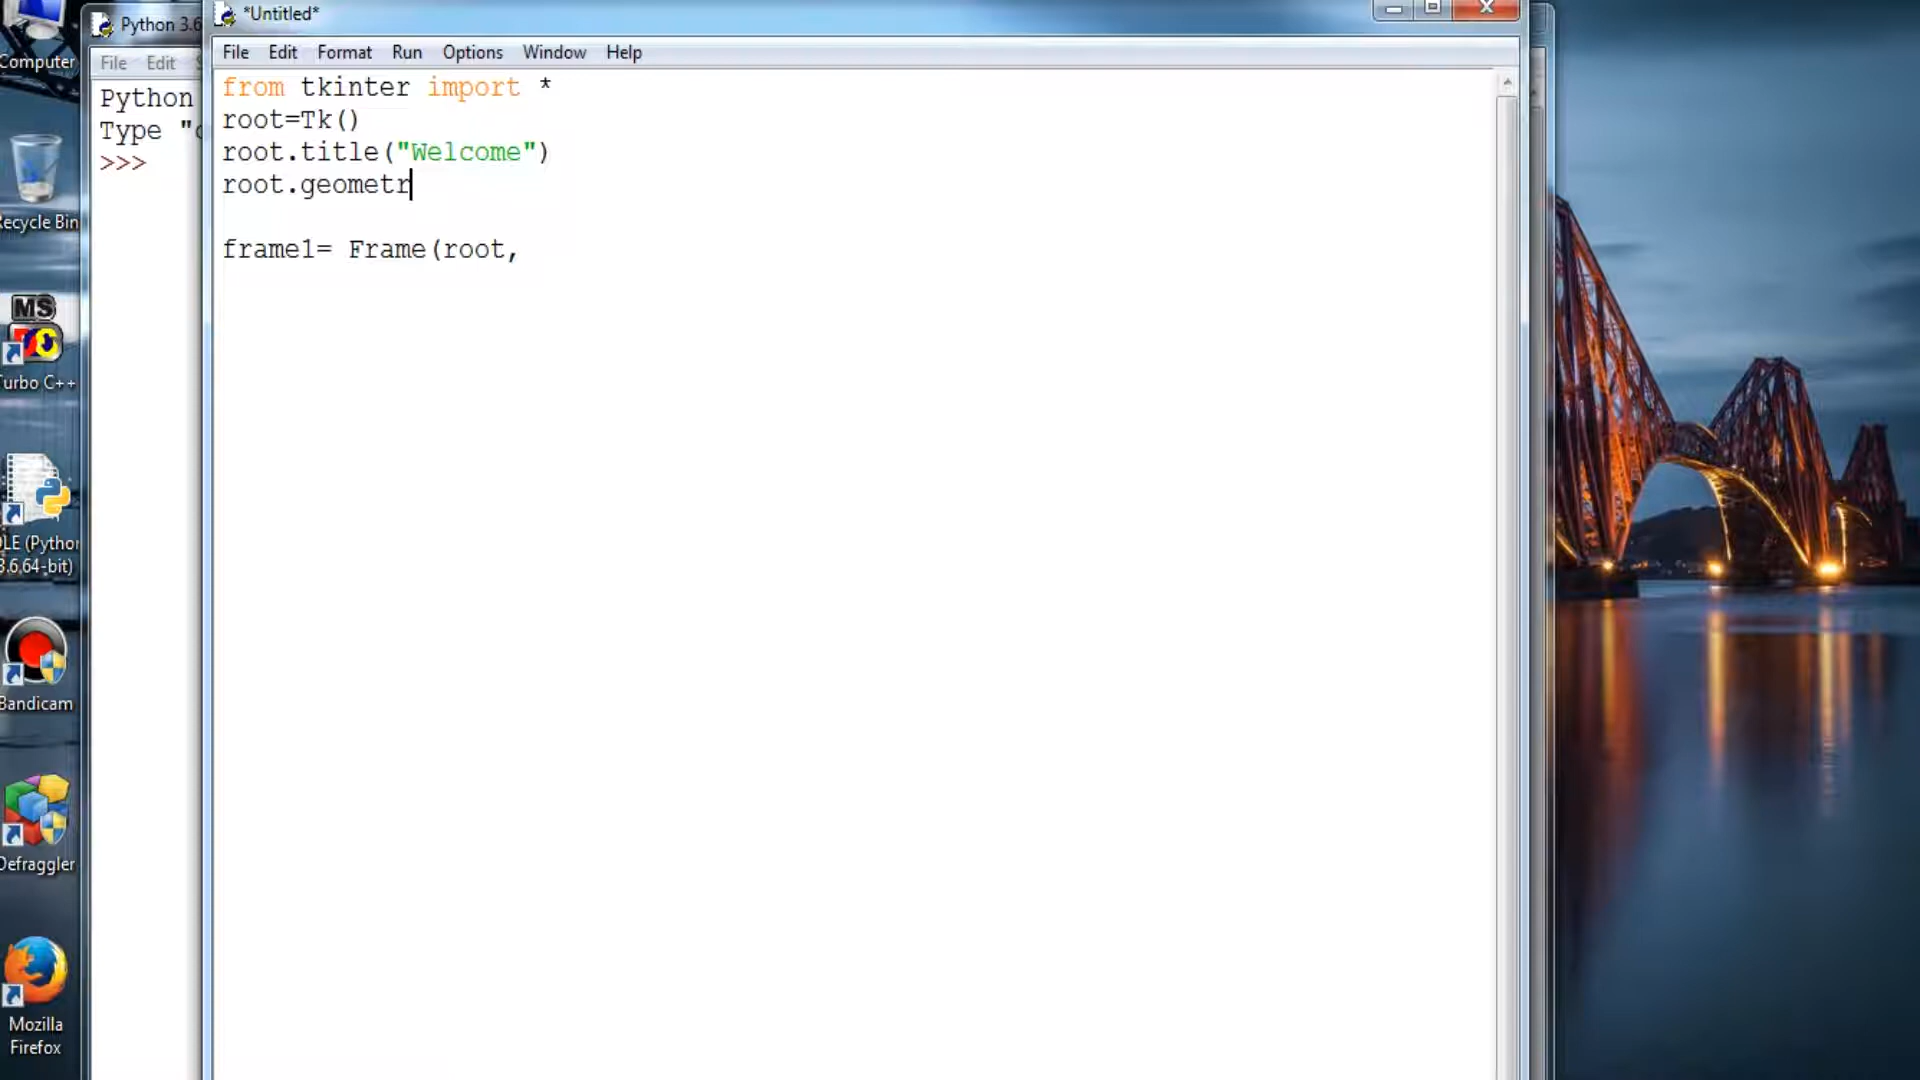 *Untitled*
File Edit Format Run Options Window Help
from tkinter import *
root=Tk()
root.title("Welcome")
root.geometr
frame1= Frame(root,
Python 3.6
File Edit
Python
Type "
>>>
Computer
Recycle Bin
MS
Turbo C++
IDLE (Python
3.6 64-bit)
Bandicam
Defraggler
Mozilla
Firefox